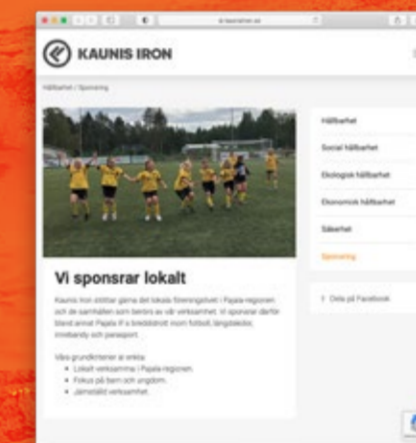 KAUNIS IRON
Hållbarhet / Sponsring
Hållbarhet
Social hållbarhet
Ekologisk hållbarhet
Ekonomisk hållbarhet
Säkerhet
Sponsring
Dela på Facebook
Vi sponsrar lokalt
Kaunis Iron stöttar gärna det lokala föreningslivet i Pajala-regionen
och de samhällen som berörs av vår verksamhet. Vi sponsrar därför
bland annat Pajala IF:s breddidrott inom fotboll, längdskidor,
innebandy och parasport.
Våra grundkriterier är enkla:
• Lokalt verksamma i Pajala-regionen.
• Fokus på barn och ungdom.
• Jämställd verksamhet.